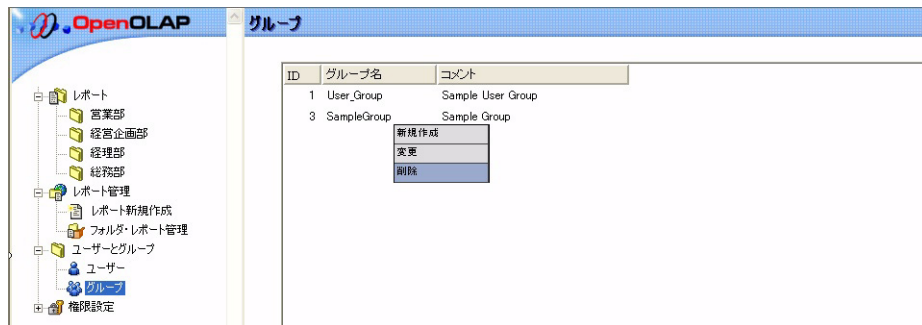 OpenOLAP
グループ
レポート
営業部
経営企画部
経理部
総務部
レポート管理
レポート新規作成
フォルダ・レポート管理
ユーザーとグループ
ユーザー
グループ
権限設定
ID グループ名 コメント
1 User_Group Sample User Group
3 SampleGroup Sample Group
新規作成
変更
削除